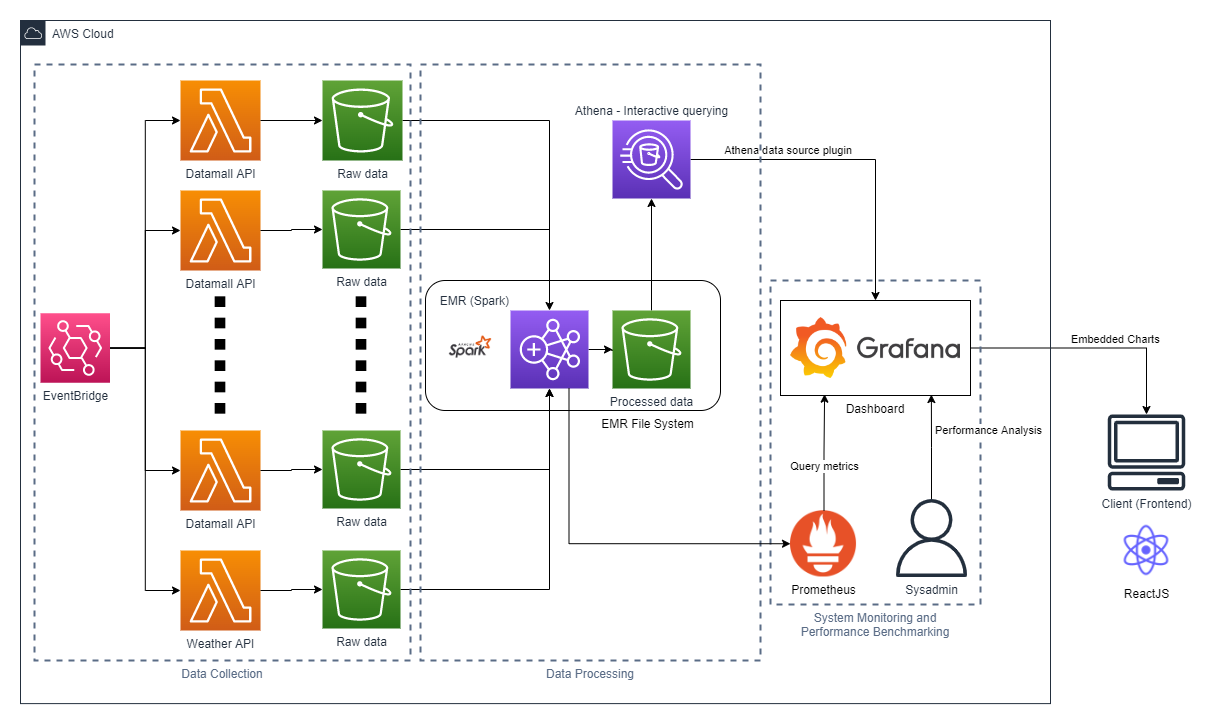 AWS Cloud
Datamall API
Raw data
Datamall API
Raw data
EventBridge
Datamall API
Raw data
Weather API
Raw data
Data Collection
Athena - Interactive querying
Athena data source plugin
EMR (Spark)
APACHE
Spark
Processed data
EMR File System
Data Processing
Grafana
Dashboard
Performance Analysis
Query metrics
Prometheus
Sysadmin
System Monitoring and
Performance Benchmarking
Embedded Charts
Client (Frontend)
ReactJS